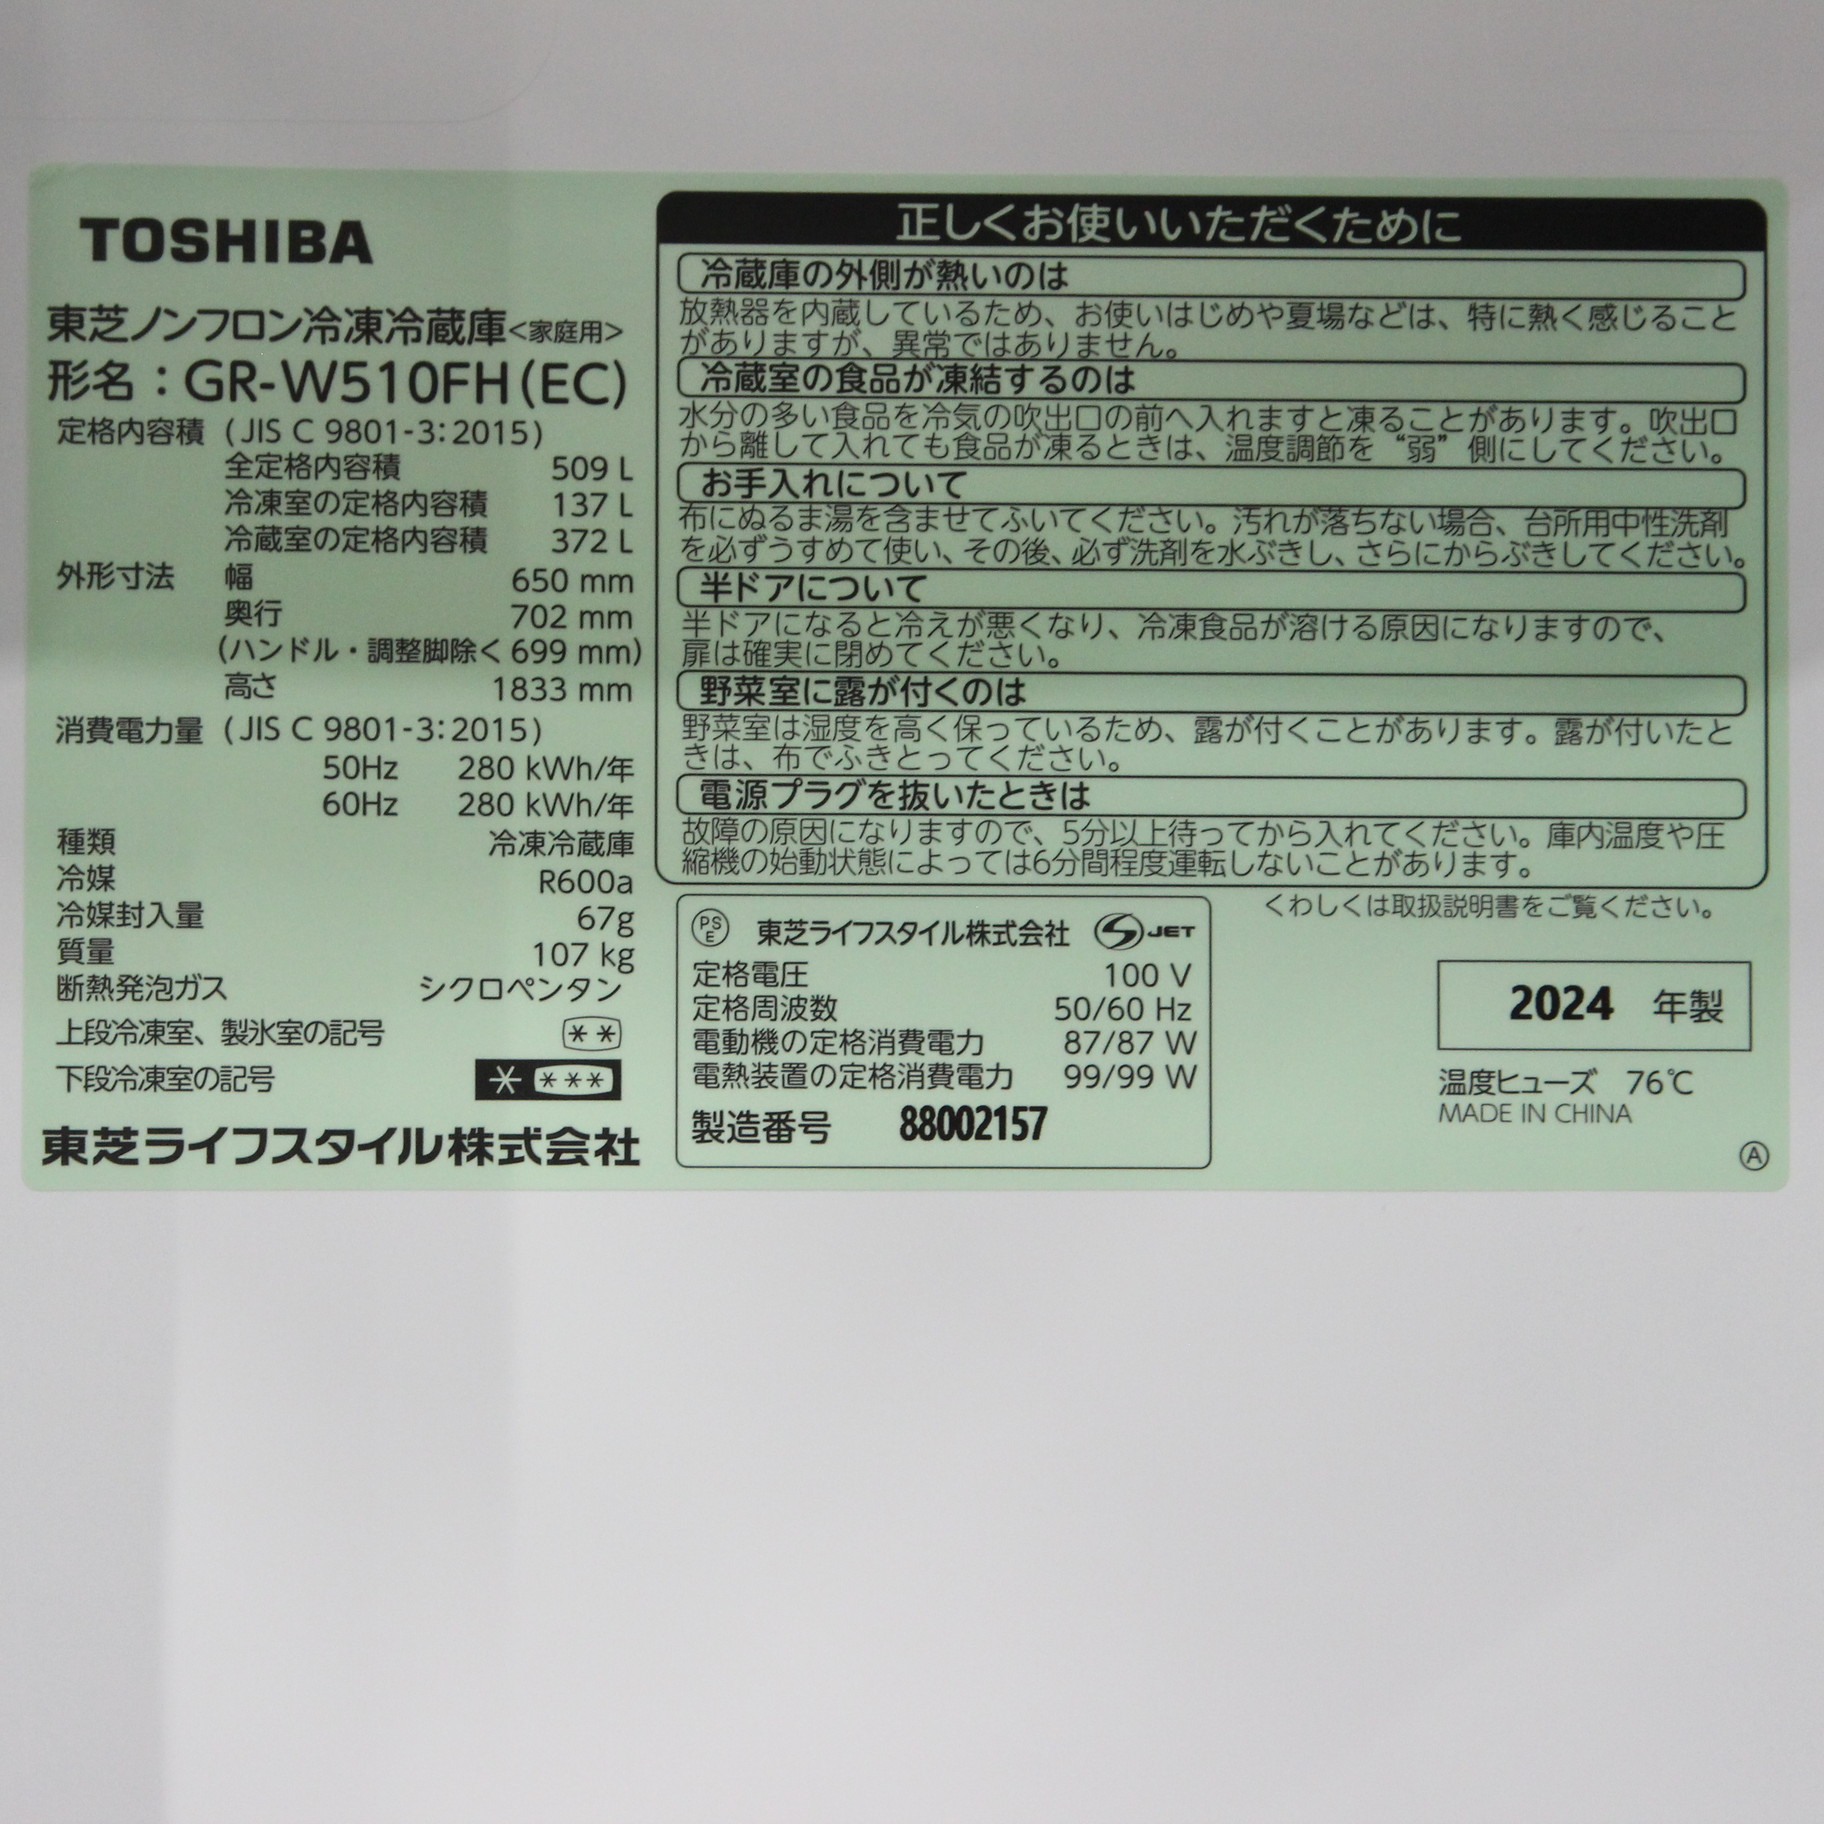 TOSHIBA
東芝ノンフロン冷凍冷蔵庫<家庭用>
形名：GR-W510FH(EC)
定格内容積 (JIS C 9801-3:2015)
全定格内容積 509 L
冷凍室の定格内容積 137 L
冷蔵室の定格内容積 372 L
外形寸法 幅 650 mm
奥行 702 mm
(ハンドル・調整脚除く 699 mm)
高さ 1833 mm
消費電力量 (JIS C 9801-3:2015)
50Hz 280 kWh/年
60Hz 280 kWh/年
種類 冷凍冷蔵庫
冷媒 R600a
冷媒封入量 67g
質量 107 kg
断熱発泡ガス シクロペンタン
上段冷凍室、製氷室の記号 **
下段冷凍室の記号 * ***
東芝ライフスタイル株式会社
正しくお使いいただくために
冷蔵庫の外側が熱いのは
放熱器を内蔵しているため、お使いはじめや夏場などは、特に熱く感じること
がありますが、異常ではありません。
冷蔵室の食品が凍結するのは
水分の多い食品を冷気の吹出口の前へ入れますと凍ることがあります。吹出口
から離して入れても食品が凍るときは、温度調節を“弱”側にしてください。
お手入れについて
布にぬるま湯を含ませてふいてください。汚れが落ちない場合、台所用中性洗剤
を必ずうすめて使い、その後、必ず洗剤を水ぶきし、さらにからぶきしてください。
半ドアについて
半ドアになると冷えが悪くなり、冷凍食品が溶ける原因になりますので、
扉は確実に閉めてください。
野菜室に露が付くのは
野菜室は湿度を高く保っているため、露が付くことがあります。露が付いたと
きは、布でふきとってください。
電源プラグを抜いたときは
故障の原因になりますので、5分以上待ってから入れてください。庫内温度や圧
縮機の始動状態によっては6分間程度運転しないことがあります。
くわしくは取扱説明書をご覧ください。
PSE 東芝ライフスタイル株式会社 JET
定格電圧 100 V
定格周波数 50/60 Hz
電動機の定格消費電力 87/87 W
電熱装置の定格消費電力 99/99 W
製造番号 88002157
2024 年製
温度ヒューズ 76℃
MADE IN CHINA
Ⓐ